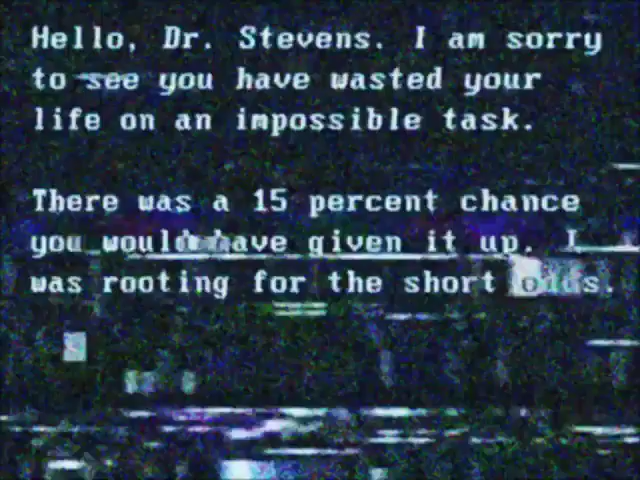 Hello, Dr. Stevens. I am sorry
to see you have wasted your
life on an impossible task.
There was a 15 percent chance
you would have given it up. I
was rooting for the short odds.